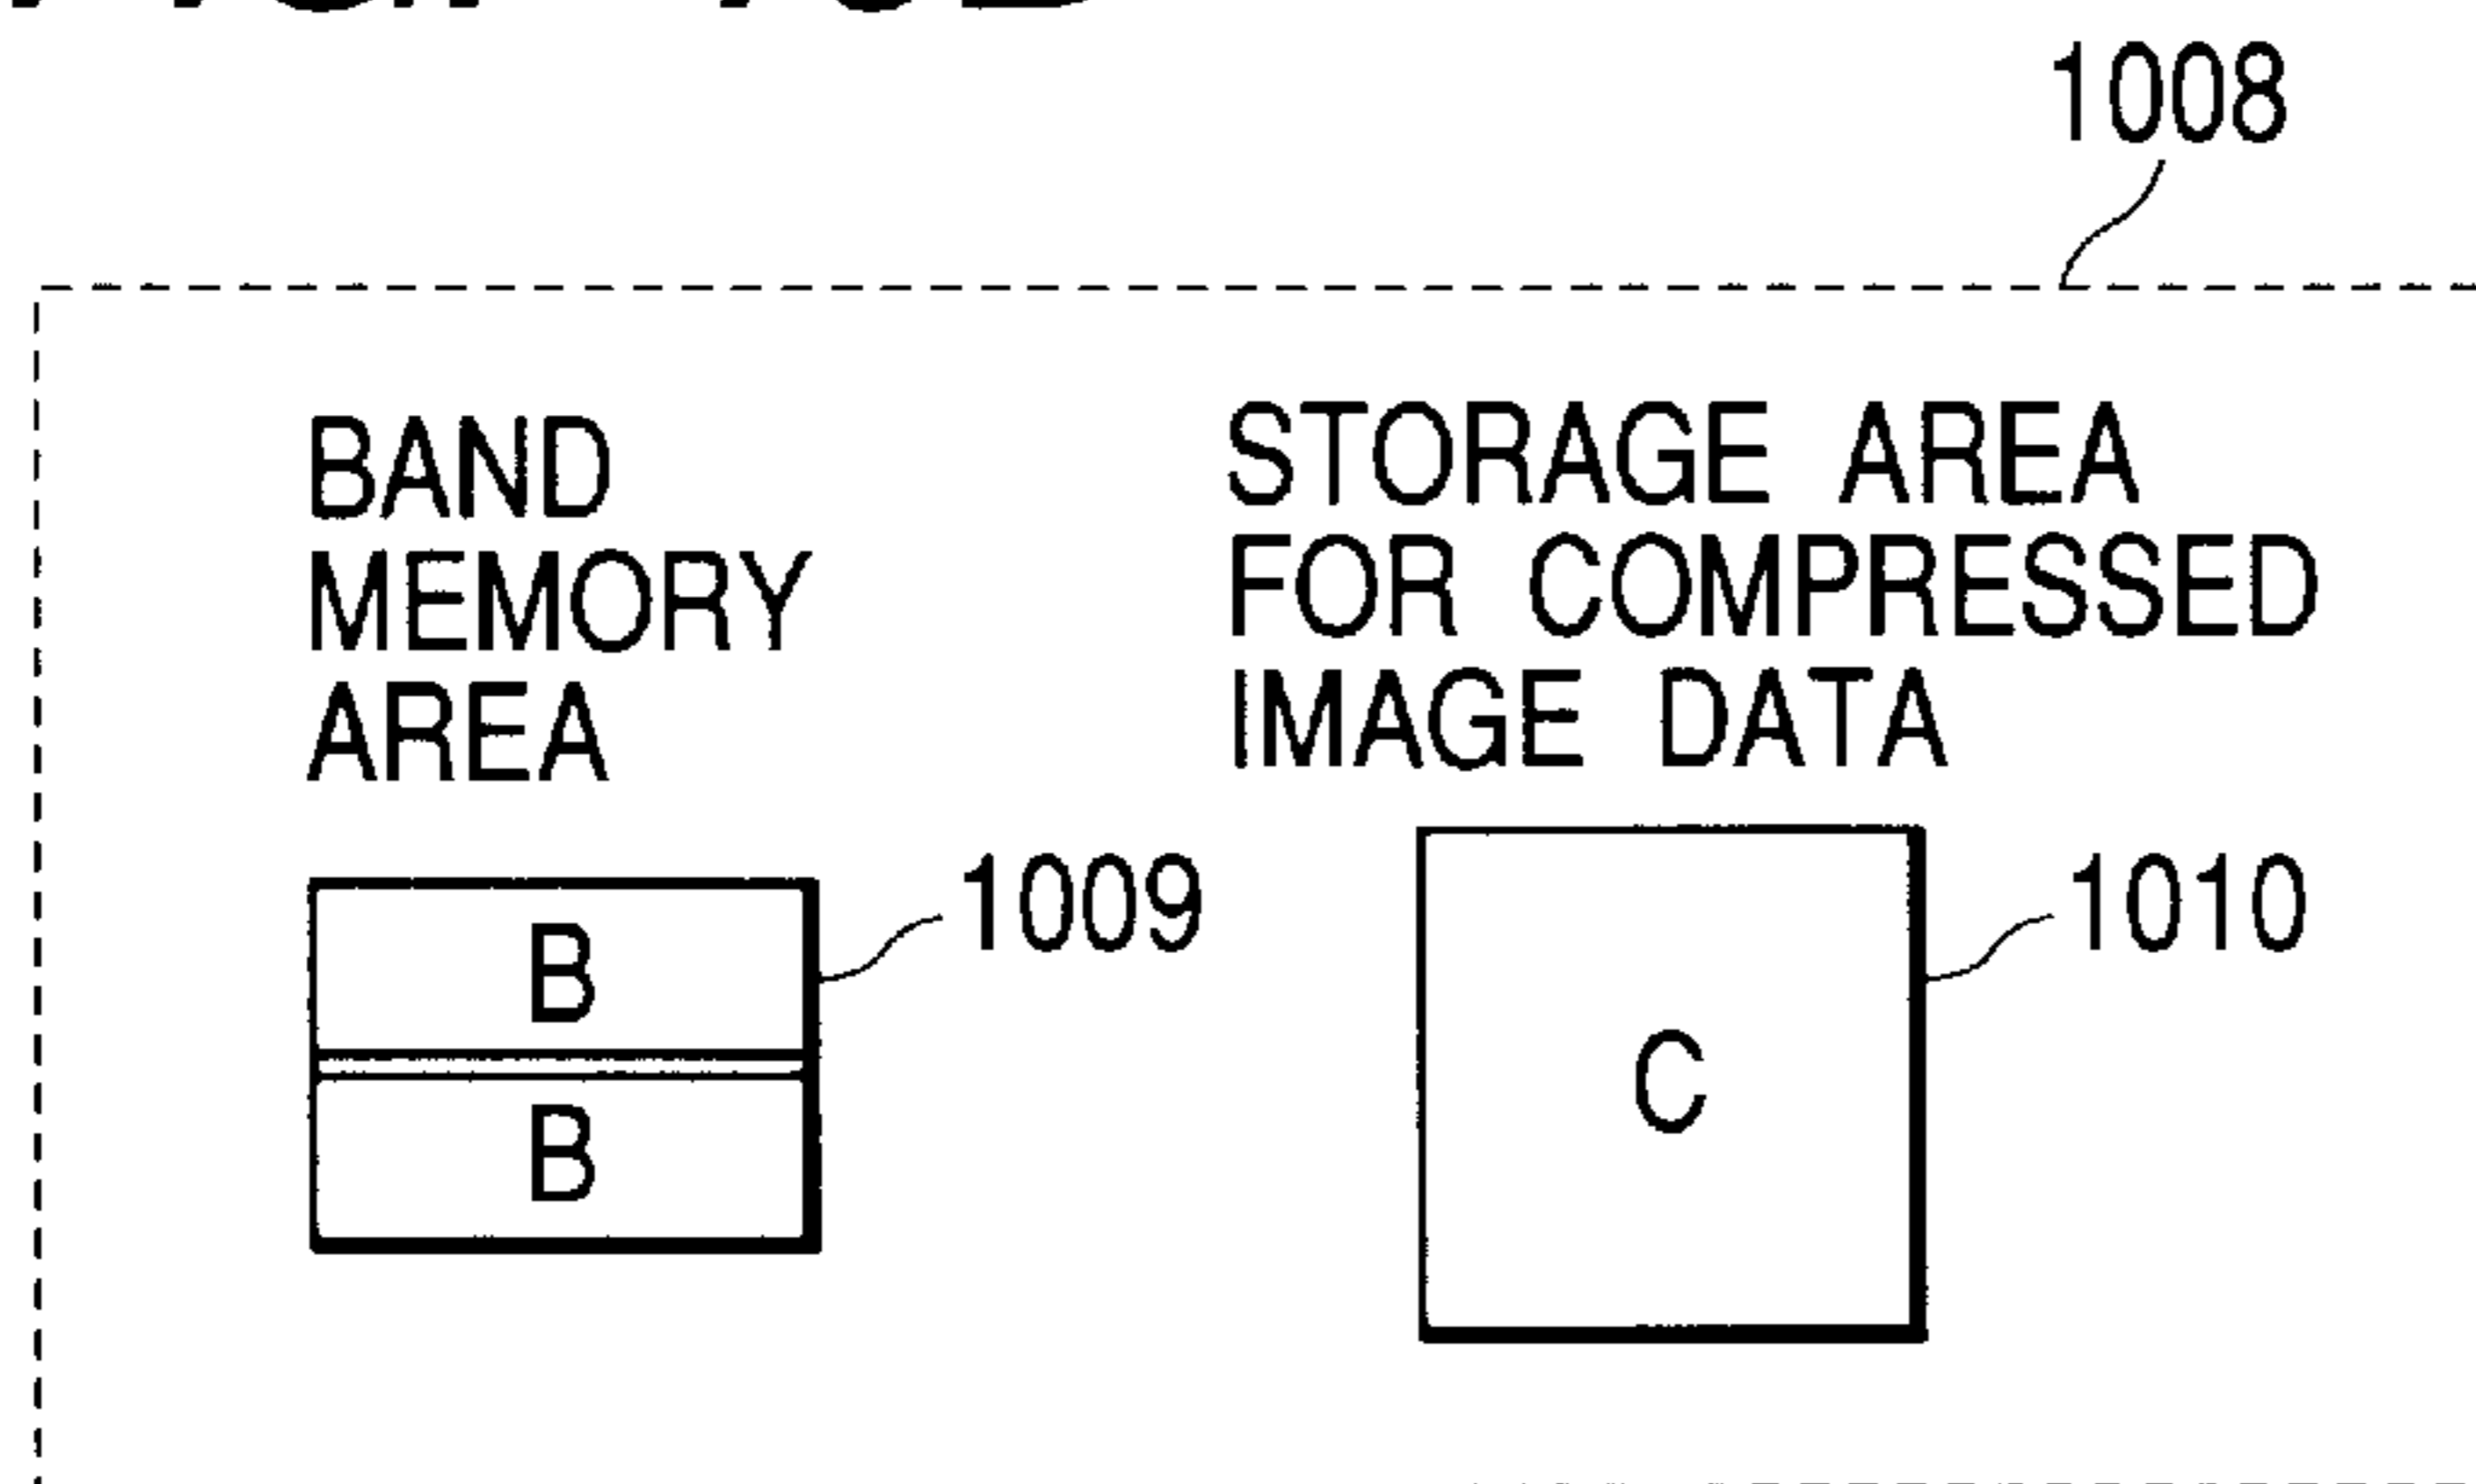 1008
BAND
MEMORY
AREA
STORAGE AREA
FOR COMPRESSED
IMAGE DATA
B
1009
B
C
1010